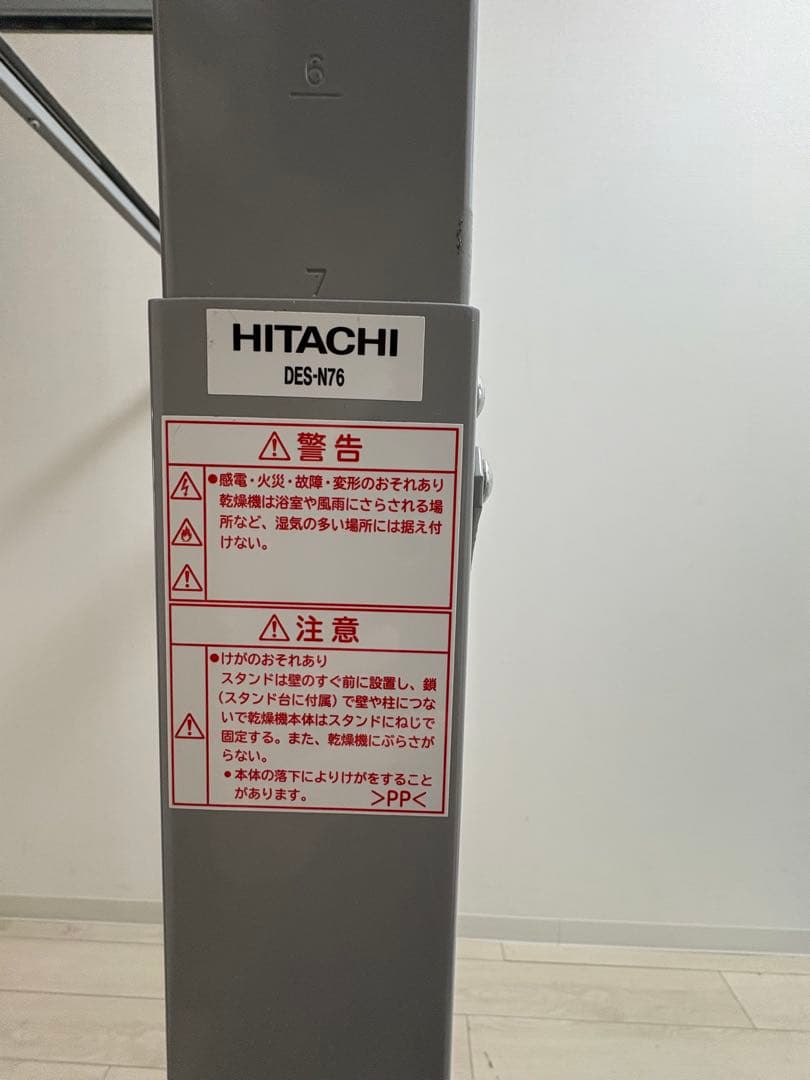 6
7
HITACHI
DES-N76
警告
●感電・火災・故障・変形のおそれあり
乾燥機は浴室や風雨にさらされる場
所など、湿気の多い場所には据え付
けない。
注意
●けがのおそれあり
スタンドは壁のすぐ前に設置し、鎖
(スタンド台に付属)で壁や柱につな
いで乾燥機本体はスタンドにねじで
固定する。また、乾燥機にぶらさが
らない。
●本体の落下によりけがをすること
があります。 >PP<